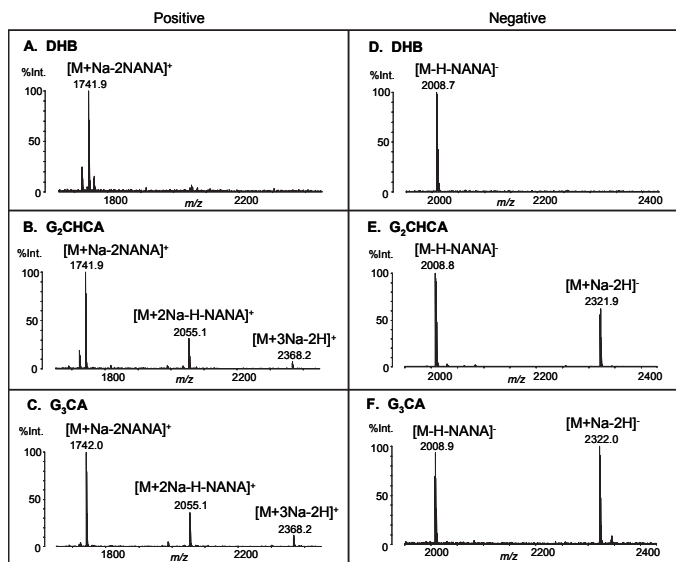 Positive
Negative
A. DHB
%Int.
[M+Na-2NANA]⁺
1741.9
100
50
0
1800
m/z
2200
D. DHB
%Int.
[M-H-NANA]⁻
2008.7
100
50
0
2000
m/z
2200
2400
B. G₂CHCA
%Int.
[M+Na-2NANA]⁺
1741.9
[M+2Na-H-NANA]⁺
2055.1
[M+3Na-2H]⁺
2368.2
100
50
0
1800
m/z
2200
E. G₂CHCA
%Int.
[M-H-NANA]⁻
2008.8
[M+Na-2H]⁻
2321.9
100
50
0
2000
m/z
2200
2400
C. G₃CA
%Int.
[M+Na-2NANA]⁺
1742.0
[M+2Na-H-NANA]⁺
2055.1
[M+3Na-2H]⁺
2368.2
100
50
0
1800
m/z
2200
F. G₃CA
%Int.
[M-H-NANA]⁻
2008.9
[M+Na-2H]⁻
2322.0
100
50
0
2000
m/z
2200
2400